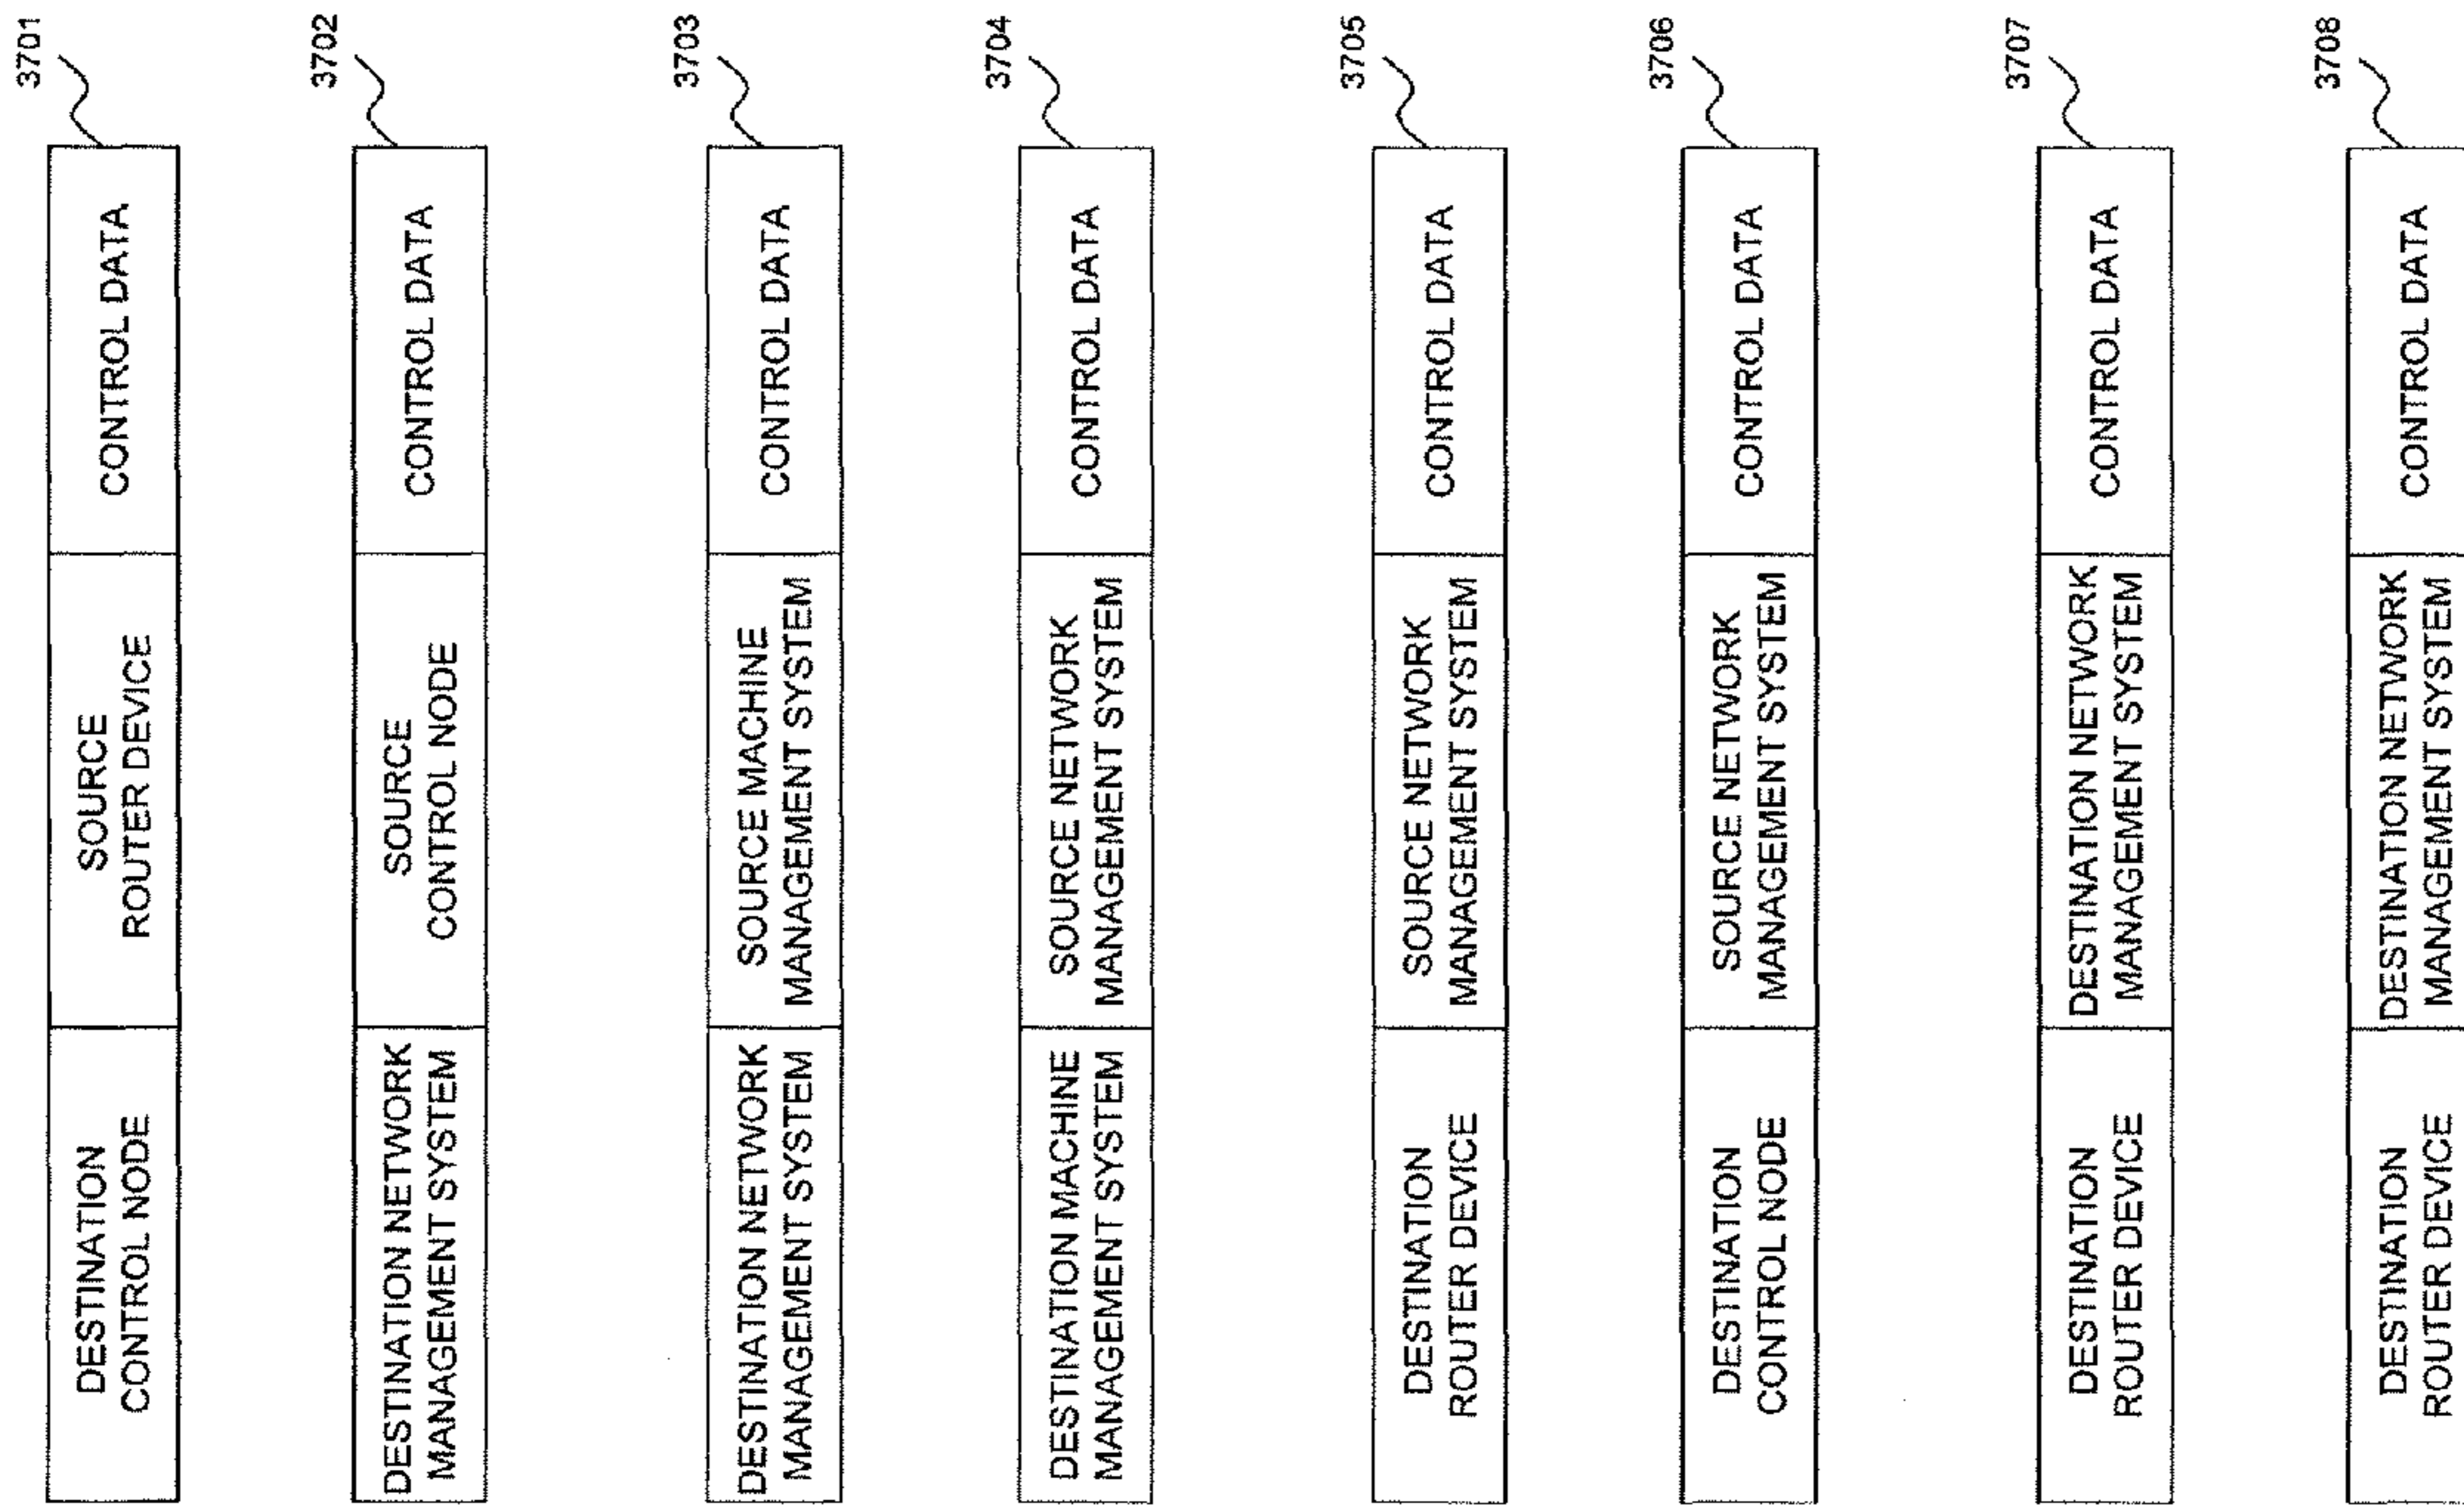 3701
DESTINATION
CONTROL NODE
SOURCE
ROUTER DEVICE
CONTROL DATA
3702
DESTINATION NETWORK
MANAGEMENT SYSTEM
SOURCE
CONTROL NODE
CONTROL DATA
3703
DESTINATION NETWORK
MANAGEMENT SYSTEM
SOURCE MACHINE
MANAGEMENT SYSTEM
CONTROL DATA
3704
DESTINATION MACHINE
MANAGEMENT SYSTEM
SOURCE NETWORK
MANAGEMENT SYSTEM
CONTROL DATA
3705
DESTINATION
ROUTER DEVICE
SOURCE NETWORK
MANAGEMENT SYSTEM
CONTROL DATA
3706
DESTINATION
CONTROL NODE
SOURCE NETWORK
MANAGEMENT SYSTEM
CONTROL DATA
3707
DESTINATION
ROUTER DEVICE
DESTINATION NETWORK
MANAGEMENT SYSTEM
CONTROL DATA
3708
DESTINATION
ROUTER DEVICE
DESTINATION NETWORK
MANAGEMENT SYSTEM
CONTROL DATA